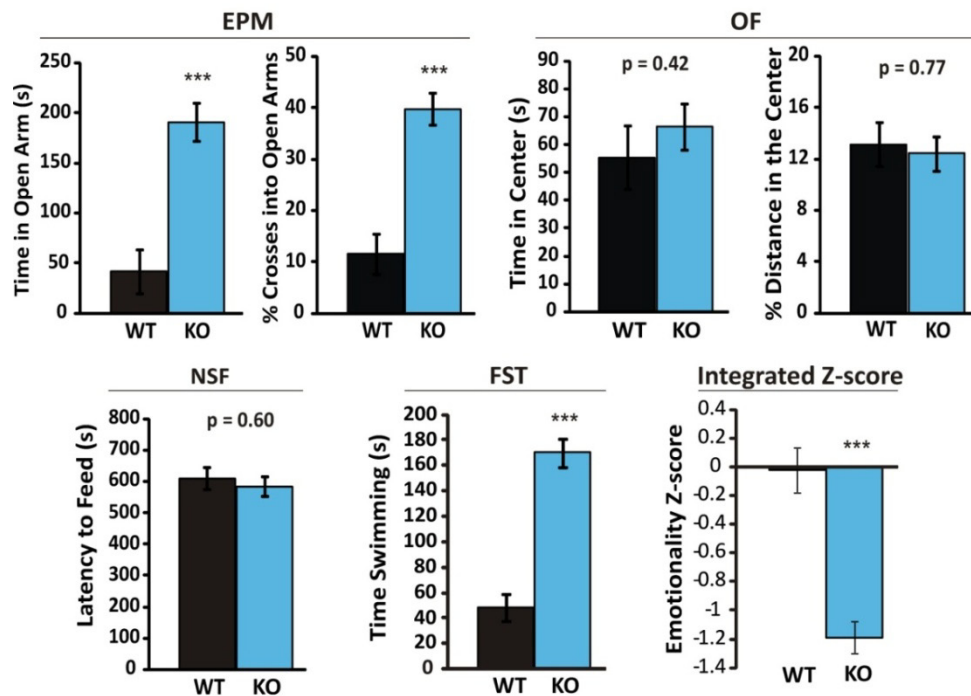 EPM
OF
Time in Open Arm (s)
250
200
150
100
50
0
***
WT KO
% Crosses into Open Arms
50
40
30
20
10
0
***
WT KO
Time in Center (s)
90
80
70
60
50
40
30
20
10
0
p = 0.42
WT KO
% Distance in the Center
20
16
12
8
4
0
p = 0.77
WT KO
NSF
Latency to Feed (s)
800
700
600
500
400
300
200
100
0
p = 0.60
WT KO
FST
Time Swimming (s)
200
180
160
140
120
100
80
60
40
20
0
***
WT KO
Integrated Z-score
Emotionality Z-score
0.4
0.2
0
-0.2
-0.4
-0.6
-0.8
-1
-1.2
-1.4
***
WT KO